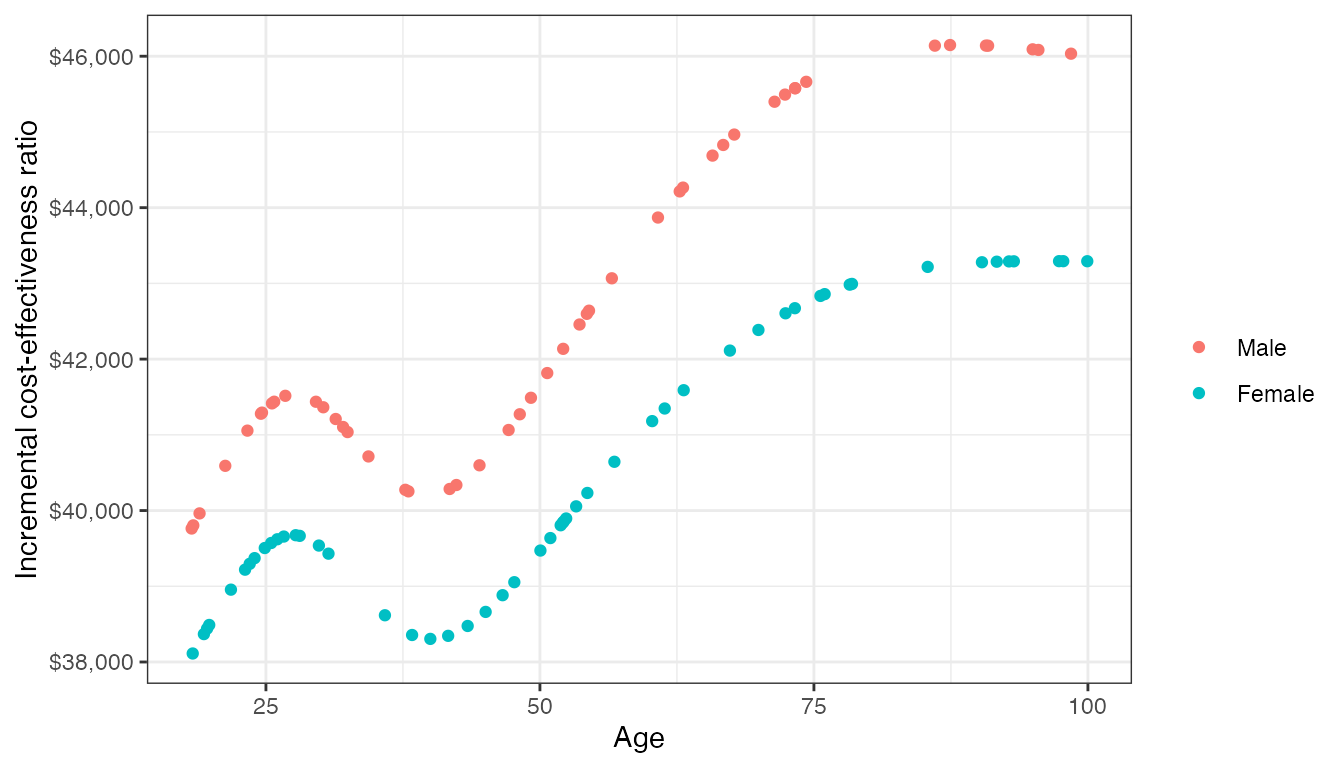 Incremental cost-effectiveness ratio
$46,000
$44,000
$42,000
$40,000
$38,000
25 50 75 100
Age
Male
Female